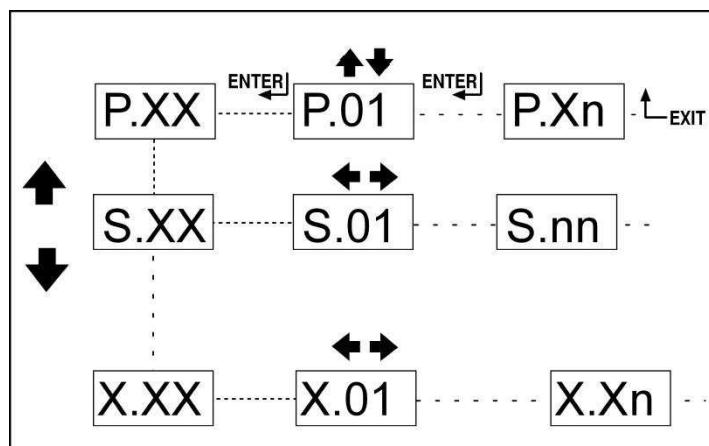 ENTER ENTER
P.XX P.01 P.Xn EXIT
S.XX S.01 S.nn
X.XX X.01 X.Xn